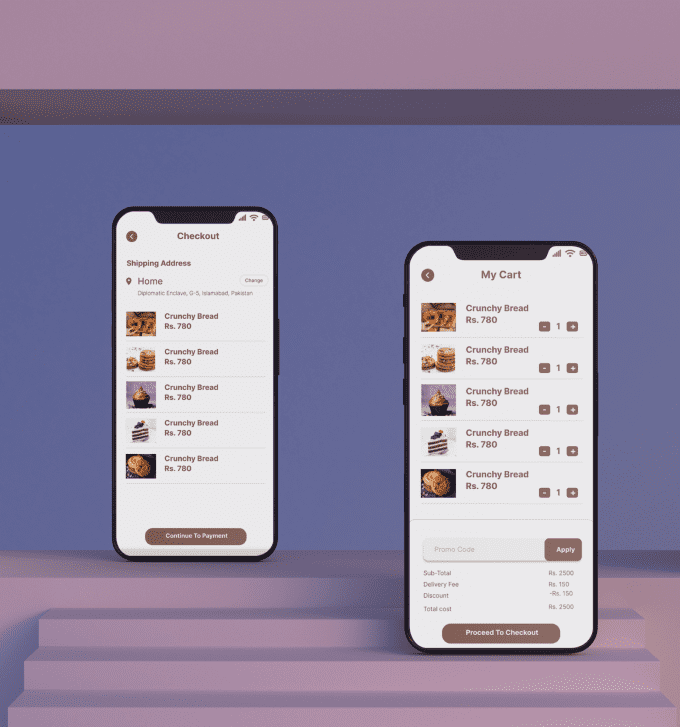 Checkout
Shipping Address
Home
Change
Diplomatic Enclave, G-5, Islamabad, Pakistan
Crunchy Bread
Rs. 780
Crunchy Bread
Rs. 780
Crunchy Bread
Rs. 780
Crunchy Bread
Rs. 780
Crunchy Bread
Rs. 780
Continue To Payment
My Cart
Crunchy Bread
Rs. 780
- 1 +
Crunchy Bread
Rs. 780
- 1 +
Crunchy Bread
Rs. 780
- 1 +
Crunchy Bread
Rs. 780
- 1 +
Crunchy Bread
Rs. 780
- 1 +
Promo Code
Apply
Sub-Total Rs. 2500
Delivery Fee Rs. 150
Discount -Rs. 150
Total cost Rs. 2500
Proceed To Checkout